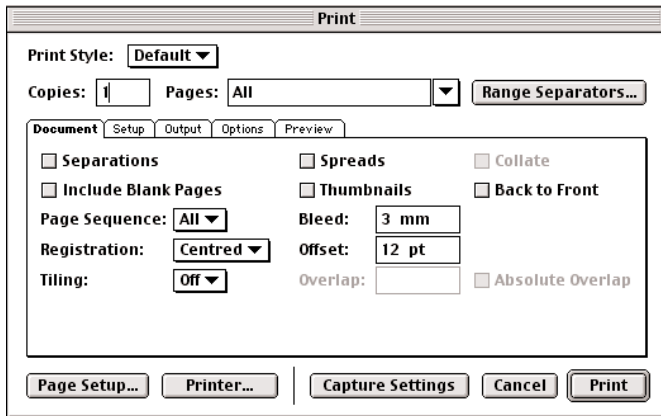 Print
Print Style: Default
Copies: 1 Pages: All Range Separators...
Document Setup Output Options Preview
Separations Spreads Collate
Include Blank Pages Thumbnails Back to Front
Page Sequence: All Bleed: 3 mm
Registration: Centred Offset: 12 pt
Tiling: Off Overlap: Absolute Overlap
Page Setup... Printer... Capture Settings Cancel Print